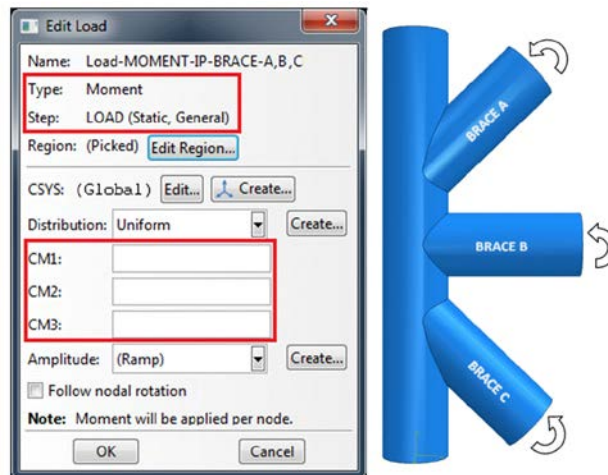 Edit Load
Name: Load-MOMENT-IP-BRACE-A,B,C
Type: Moment
Step: LOAD (Static, General)
Region: (Picked) Edit Region...
CSYS: (Global) Edit... Create...
Distribution: Uniform Create...
CM1:
CM2:
CM3:
Amplitude: (Ramp) Create...
Follow nodal rotation
Note: Moment will be applied per node.
OK Cancel
BRACE A
BRACE B
BRACE C